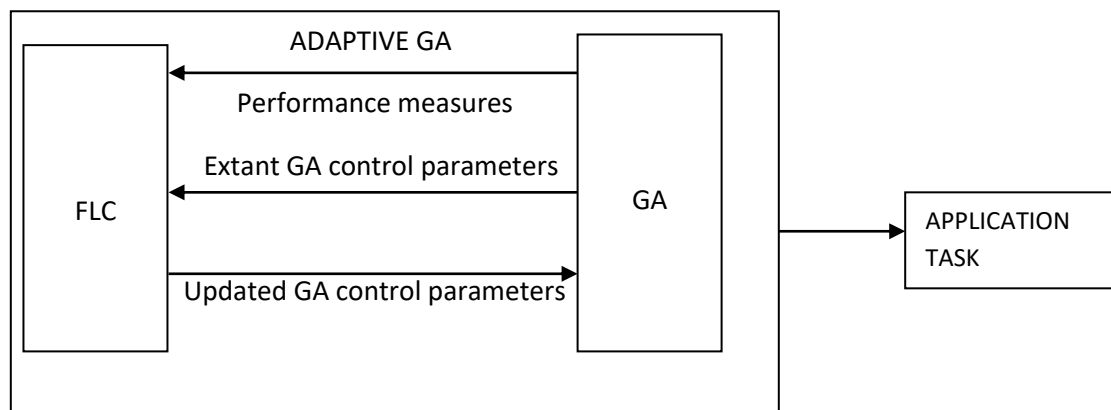 ADAPTIVE GA
Performance measures
Extant GA control parameters
FLC
GA
Updated GA control parameters
APPLICATION
TASK